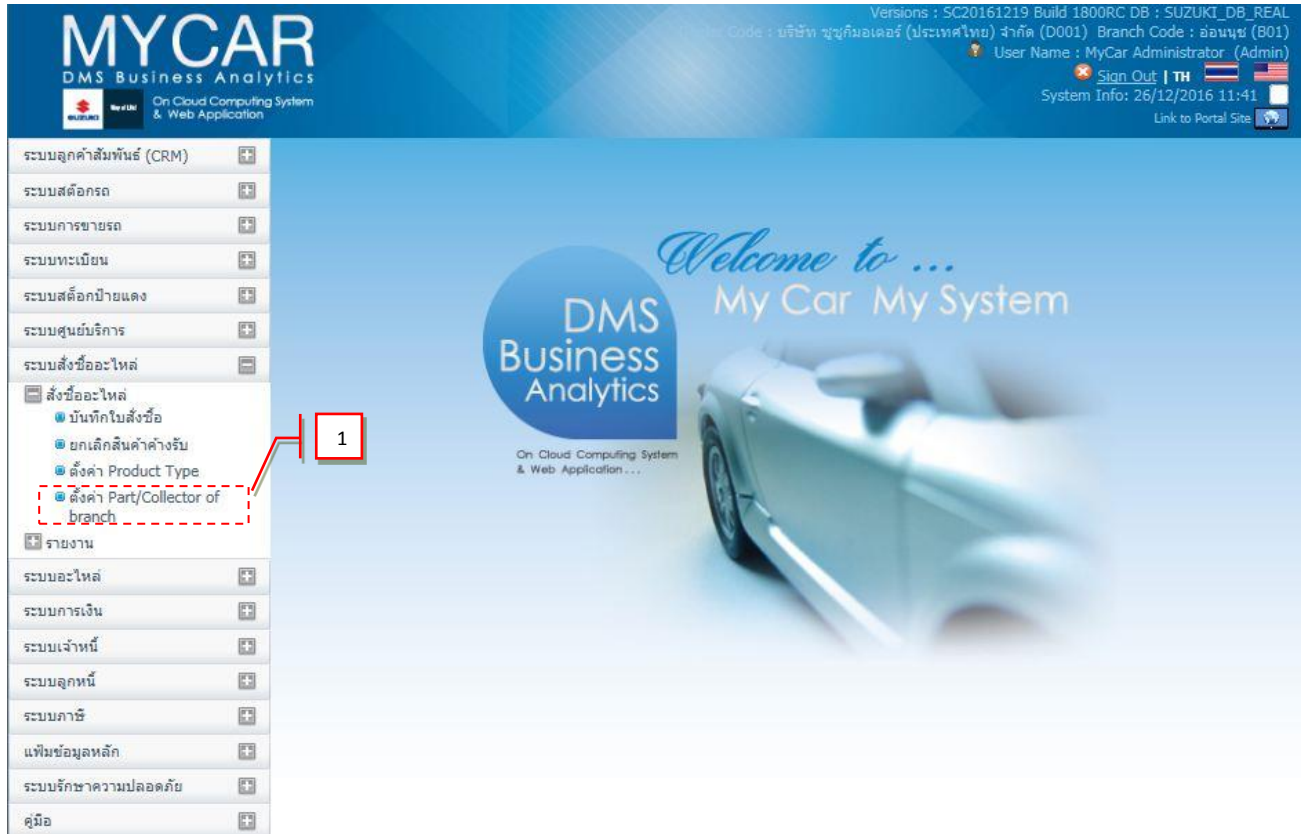 MYCAR
DMS Business Analytics
SUZUKI
Way of Life!
On Cloud Computing System
& Web Application
Versions : SC20161219 Build 1800RC DB : SUZUKI_DB_REAL
Code : บริษัท ซูซูกิมอเตอร์ (ประเทศไทย) จำกัด (D001) Branch Code : อ่อนนุช (B01)
User Name : MyCar Administrator (Admin)
Sign Out | TH
System Info: 26/12/2016 11:41
Link to Portal Site
ระบบลูกค้าสัมพันธ์ (CRM)
ระบบสต๊อกรถ
ระบบการขายรถ
ระบบทะเบียน
ระบบสต็อกป้ายแดง
ระบบศูนย์บริการ
ระบบสั่งซื้ออะไหล่
สั่งซื้ออะไหล่
บันทึกใบสั่งซื้อ
ยกเลิกสินค้าค้างรับ
ตั้งค่า Product Type
ตั้งค่า Part/Collector of
branch
รายงาน
ระบบอะไหล่
ระบบการเงิน
ระบบเจ้าหนี้
ระบบลูกหนี้
ระบบภาษี
แฟ้มข้อมูลหลัก
ระบบรักษาความปลอดภัย
คู่มือ
1
Welcome to ...
My Car My System
DMS
Business
Analytics
On Cloud Computing System
& Web Application . . .